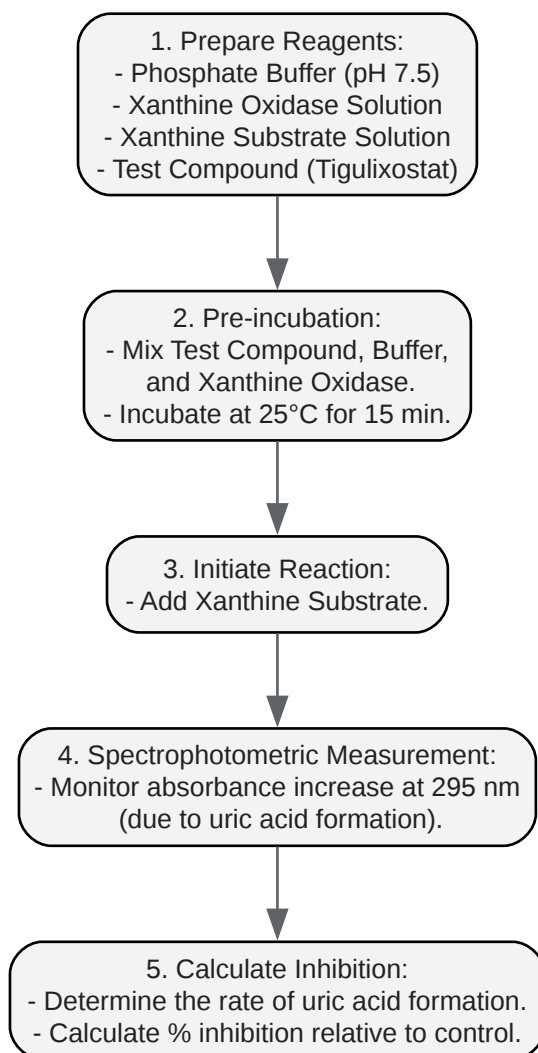 1. Prepare Reagents:
- Phosphate Buffer (pH 7.5)
- Xanthine Oxidase Solution
- Xanthine Substrate Solution
- Test Compound (Tigulixostat)
2. Pre-incubation:
- Mix Test Compound, Buffer,
and Xanthine Oxidase.
- Incubate at 25°C for 15 min.
3. Initiate Reaction:
- Add Xanthine Substrate.
4. Spectrophotometric Measurement:
- Monitor absorbance increase at 295 nm
(due to uric acid formation).
5. Calculate Inhibition:
- Determine the rate of uric acid formation.
- Calculate % inhibition relative to control.